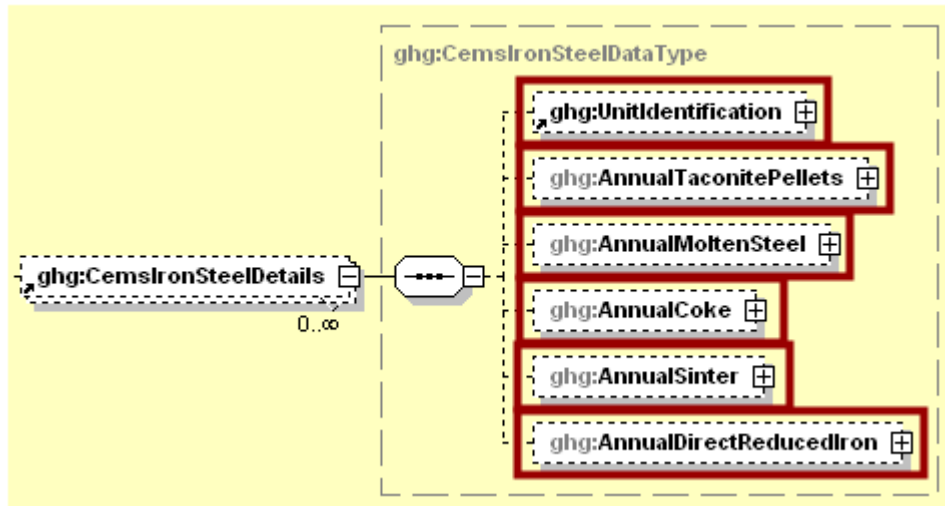 ghg:CemsIronSteelDataType
ghg:UnitIdentification
ghg:AnnualTaconitePellets
ghg:AnnualMoltenSteel
ghg:CemsIronSteelDetails
0..∞
ghg:AnnualCoke
ghg:AnnualSinter
ghg:AnnualDirectReducedIron